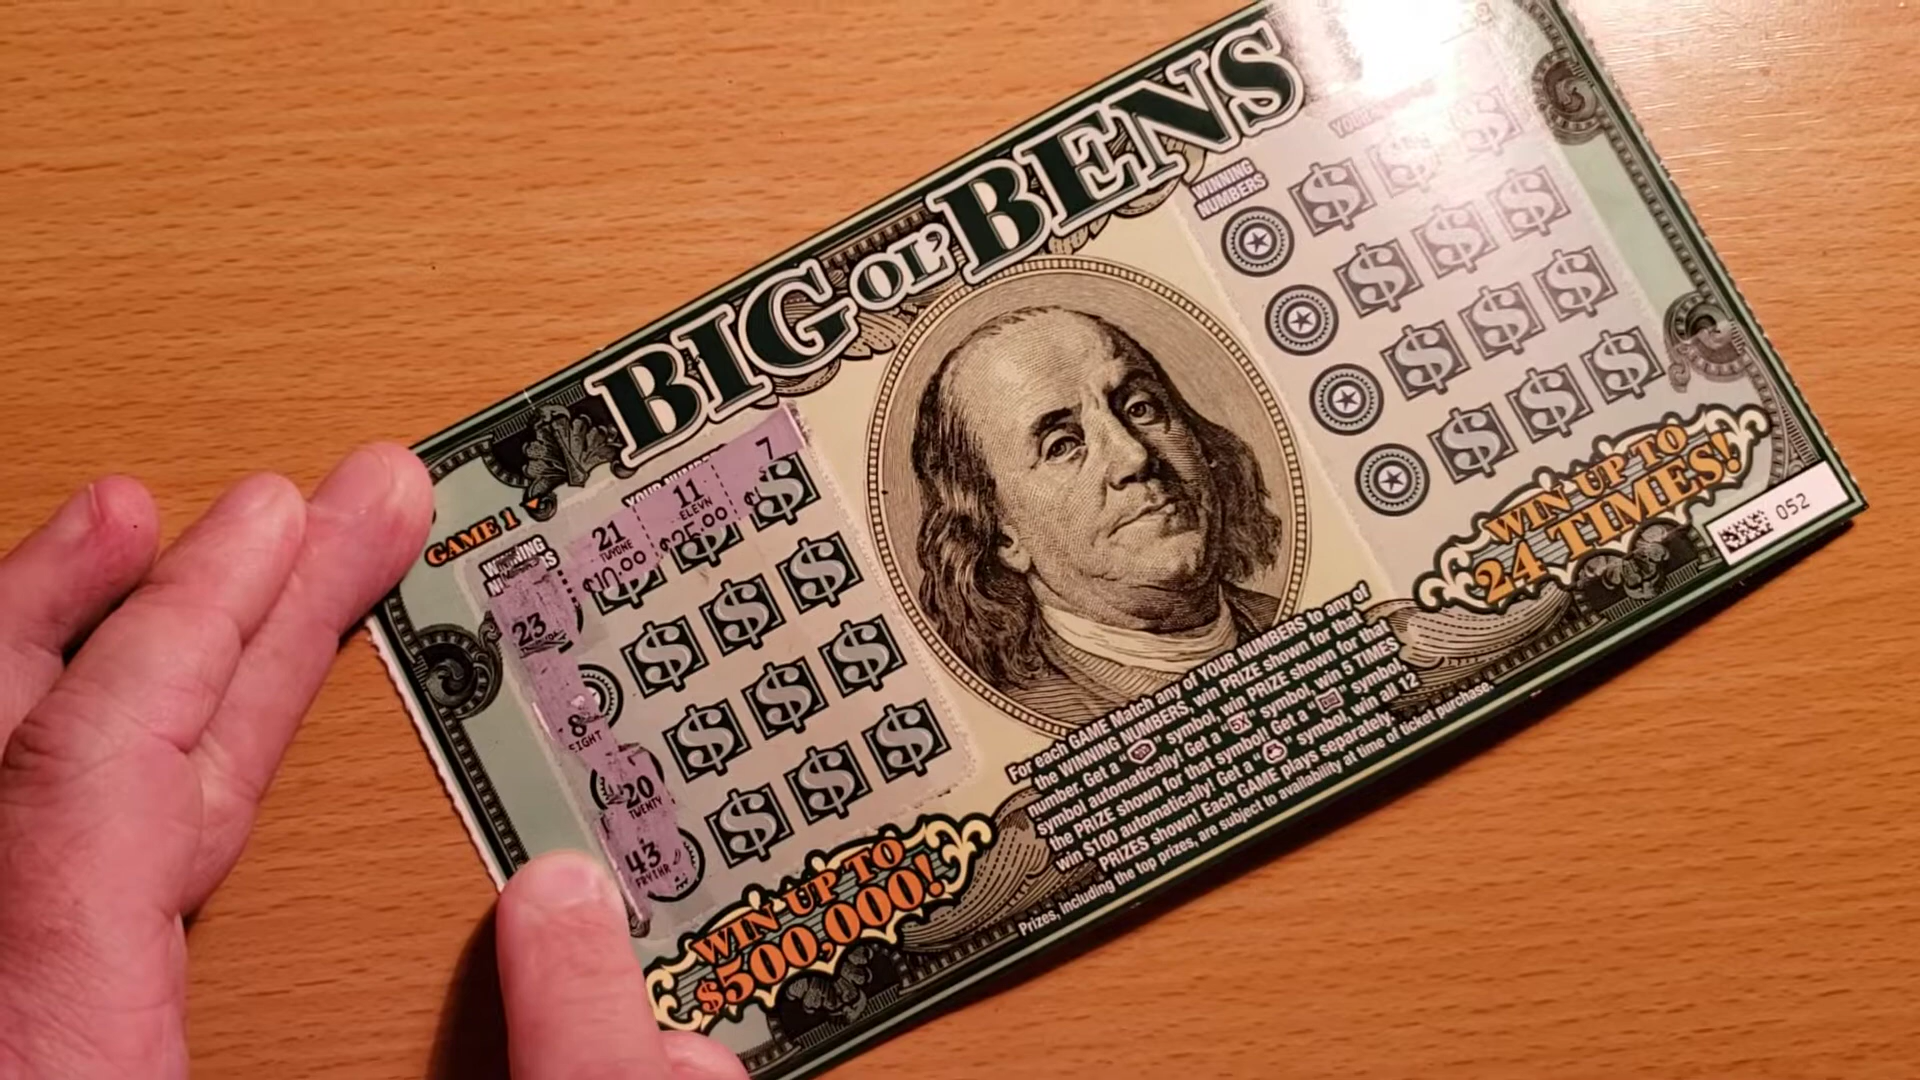 BIG OL' BENS
GAME 1
WINNING
NUMBERS
23
8
EIGHT
20
TWENTY
43
FRYTHR
21
TWYONE
$10.00
11
ELEVN
$25.00
7
WINNING
NUMBERS
WIN UP TO
$500,000!
For each GAME Match any of YOUR NUMBERS to any of
the WINNING NUMBERS, win PRIZE shown for that
number. Get a " " symbol, win PRIZE shown for that
symbol automatically! Get a "5X" symbol, win 5 TIMES
the PRIZE shown for that symbol! Get a " " symbol,
win $100 automatically! Get a " " symbol, win all 12
PRIZES shown! Each GAME plays separately.
Prizes, including the top prizes, are subject to availability at time of ticket purchase.
WIN UP TO
24 TIMES!
052